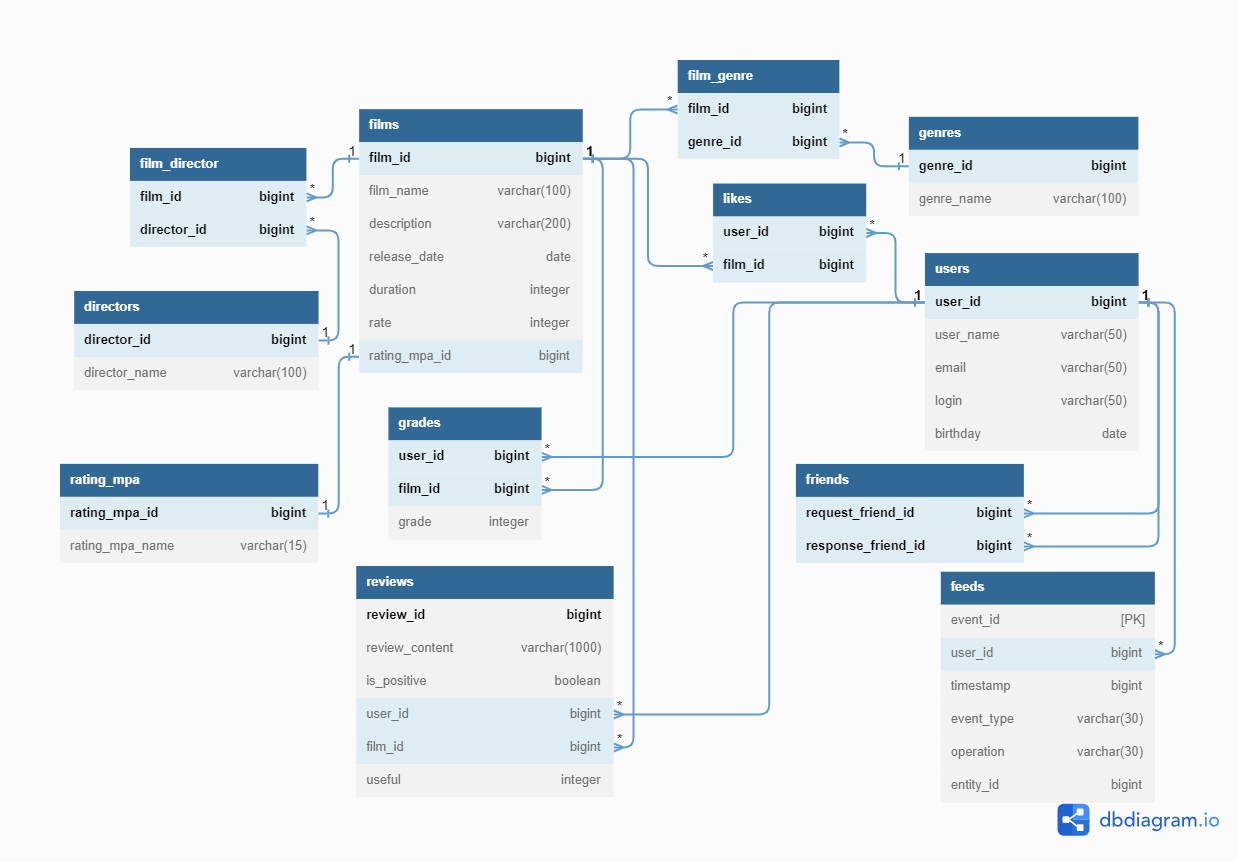 film_genre
film_id bigint
genre_id bigint
genres
genre_id bigint
genre_name varchar(100)
films
film_id bigint
film_name varchar(100)
description varchar(200)
release_date date
duration integer
rate integer
rating_mpa_id bigint
film_director
film_id bigint
director_id bigint
likes
user_id bigint
film_id bigint
users
user_id bigint
user_name varchar(50)
email varchar(50)
login varchar(50)
birthday date
directors
director_id bigint
director_name varchar(100)
grades
user_id bigint
film_id bigint
grade integer
rating_mpa
rating_mpa_id bigint
rating_mpa_name varchar(15)
friends
request_friend_id bigint
response_friend_id bigint
reviews
review_id bigint
review_content varchar(1000)
is_positive boolean
user_id bigint
film_id bigint
useful integer
feeds
event_id [PK]
user_id bigint
timestamp bigint
event_type varchar(30)
operation varchar(30)
entity_id bigint
1
*
*
1
1
1
1
*
*
1
*
*
1
1
*
*
*
*
*
*
*
dbdiagram.io